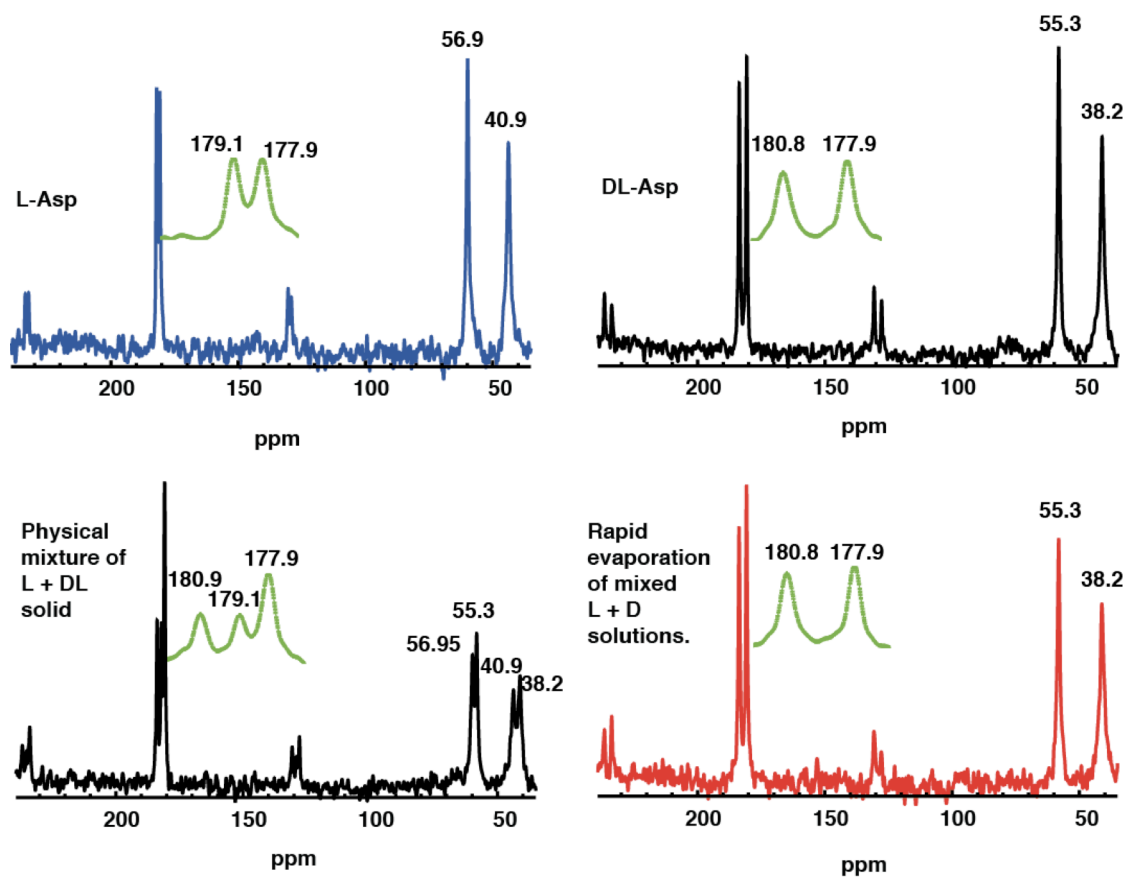 56.9
40.9
179.1
177.9
L-Asp
200 150 100 50
ppm
55.3
38.2
180.8 177.9
DL-Asp
200 150 100 50
ppm
Physical
mixture of
L + DL
solid
180.9
179.1
177.9
55.3
56.95
40.9
38.2
200 150 100 50
ppm
Rapid
evaporation
of mixed
L + D
solutions.
180.8 177.9
55.3
38.2
200 150 100 50
ppm